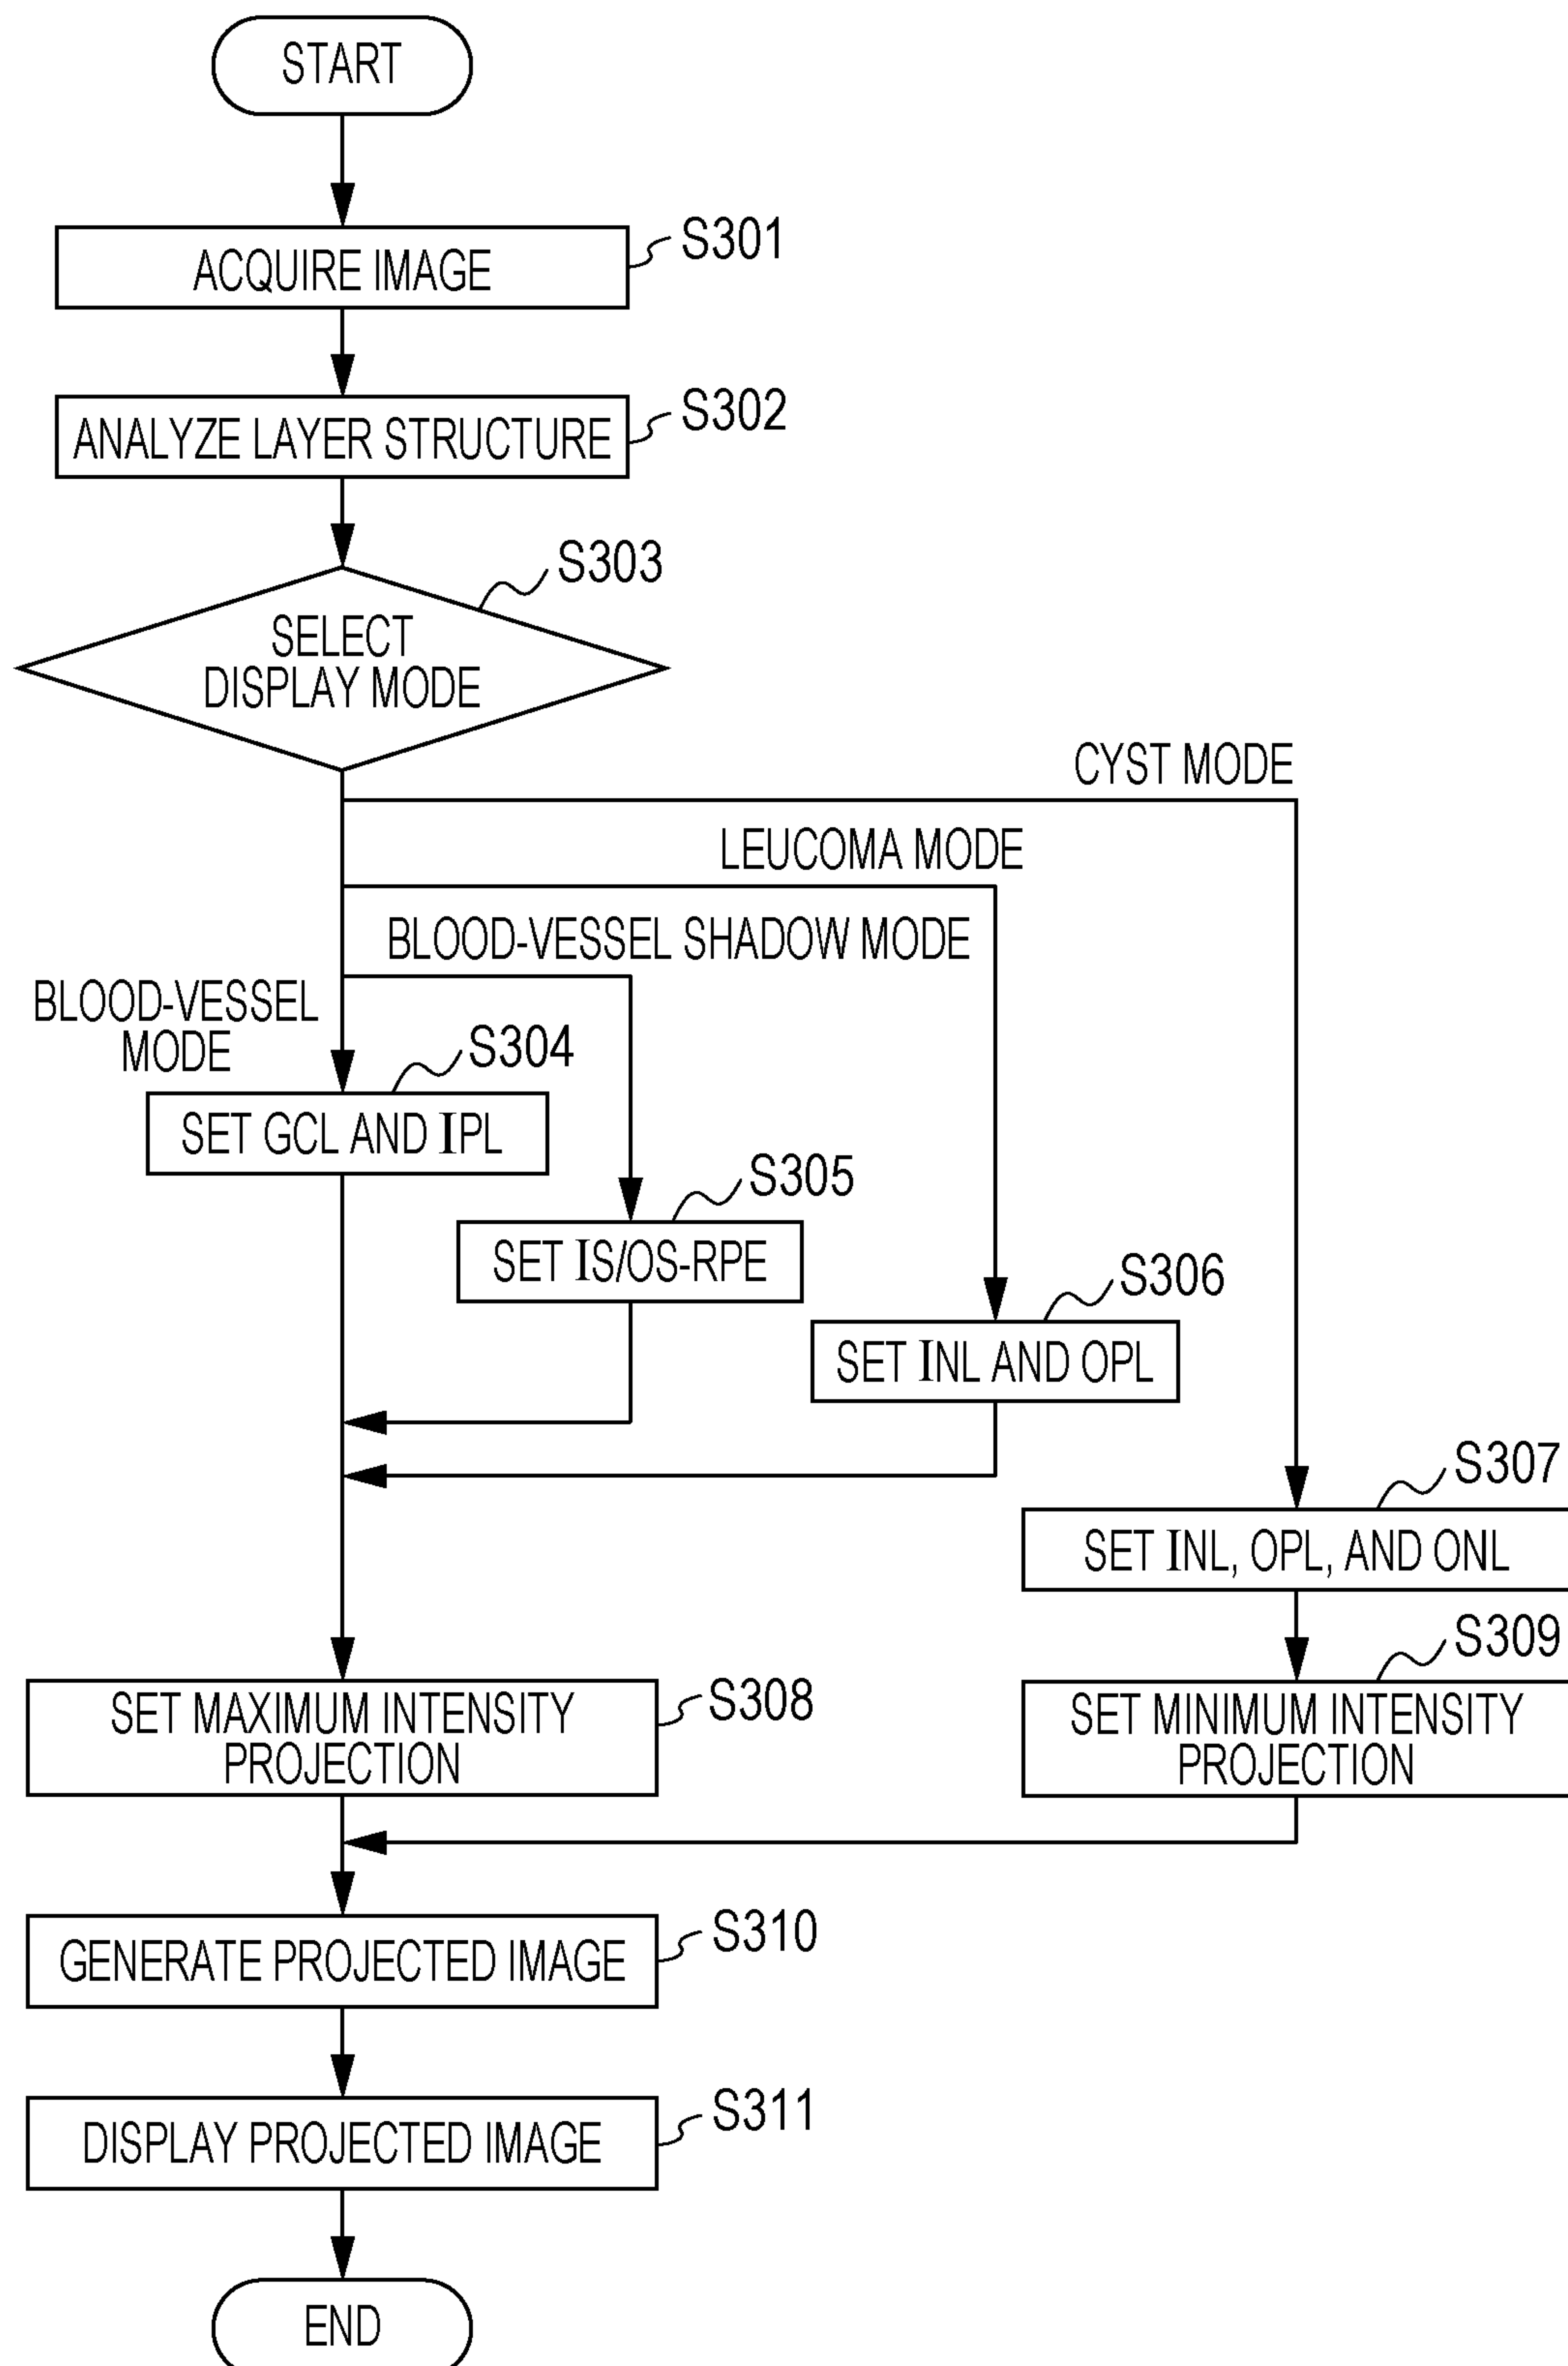 START
S301
ACQUIRE IMAGE
S302
ANALYZE LAYER STRUCTURE
S303
SELECT
DISPLAY MODE
CYST MODE
LEUCOMA MODE
BLOOD-VESSEL SHADOW MODE
BLOOD-VESSEL
MODE
S304
SET GCL AND IPL
S305
SET IS/OS-RPE
S306
SET INL AND OPL
S307
SET INL, OPL, AND ONL
S309
SET MINIMUM INTENSITY
PROJECTION
S308
SET MAXIMUM INTENSITY
PROJECTION
S310
GENERATE PROJECTED IMAGE
S311
DISPLAY PROJECTED IMAGE
END